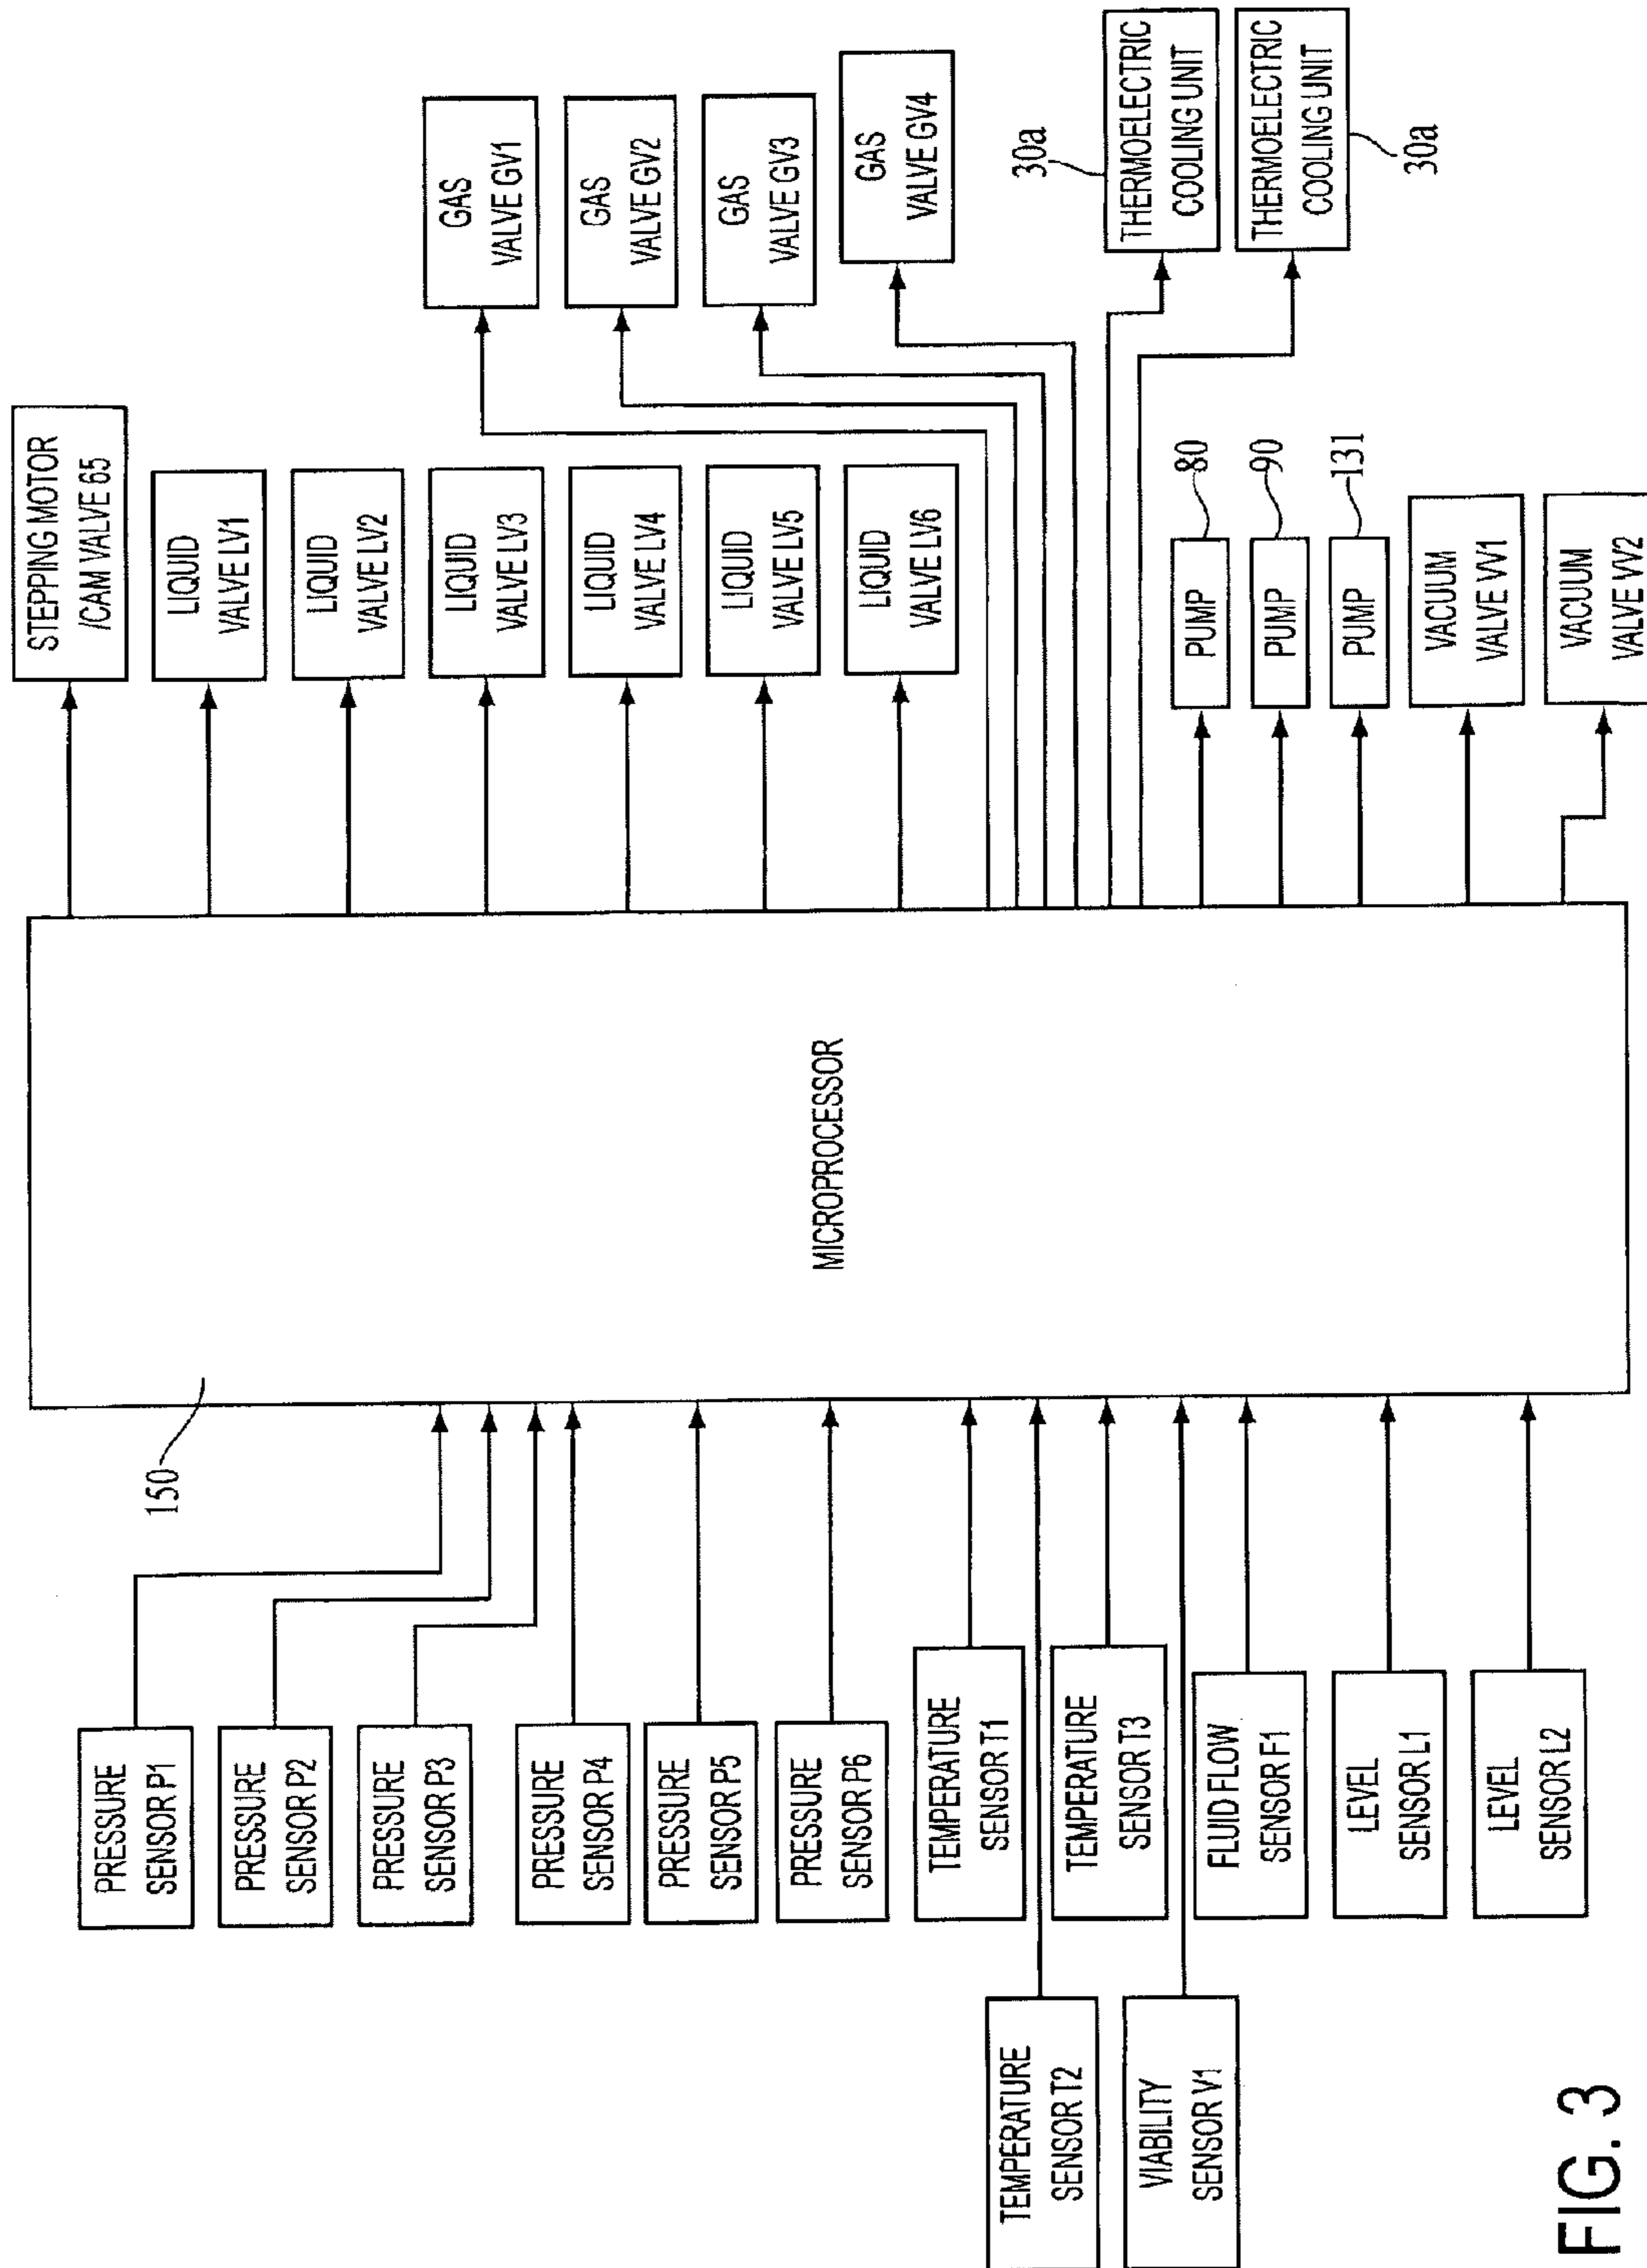 STEPPING MOTOR
/CAM VALVE 65
LIQUID
VALVE LV1
LIQUID
VALVE LV2
LIQUID
VALVE LV3
LIQUID
VALVE LV4
LIQUID
VALVE LV5
LIQUID
VALVE LV6
GAS
VALVE GV1
GAS
VALVE GV2
GAS
VALVE GV3
GAS
VALVE GV4
30a
THERMOELECTRIC
COOLING UNIT
THERMOELECTRIC
COOLING UNIT
30a
PUMP
80
PUMP
90
PUMP
131
VACUUM
VALVE VV1
VACUUM
VALVE VV2
MICROPROCESSOR
150
PRESSURE
SENSOR P1
PRESSURE
SENSOR P2
PRESSURE
SENSOR P3
PRESSURE
SENSOR P4
PRESSURE
SENSOR P5
PRESSURE
SENSOR P6
TEMPERATURE
SENSOR T1
TEMPERATURE
SENSOR T3
FLUID FLOW
SENSOR F1
LEVEL
SENSOR L1
LEVEL
SENSOR L2
TEMPERATURE
SENSOR T2
VIABILITY
SENSOR V1
FIG. 3